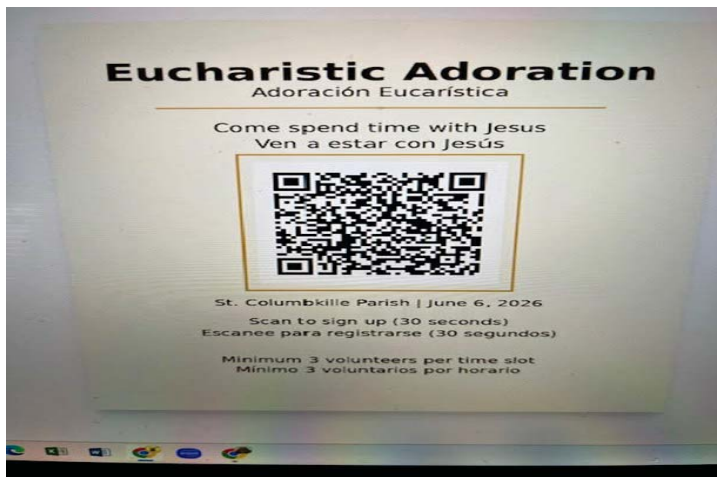 Eucharistic Adoration
Adoración Eucarística
Come spend time with Jesus
Ven a estar con Jesús
St. Columbkille Parish | June 6, 2026
Scan to sign up (30 seconds)
Escanee para registrarse (30 segundos)
Minimum 3 volunteers per time slot
Mínimo 3 voluntarios por horario